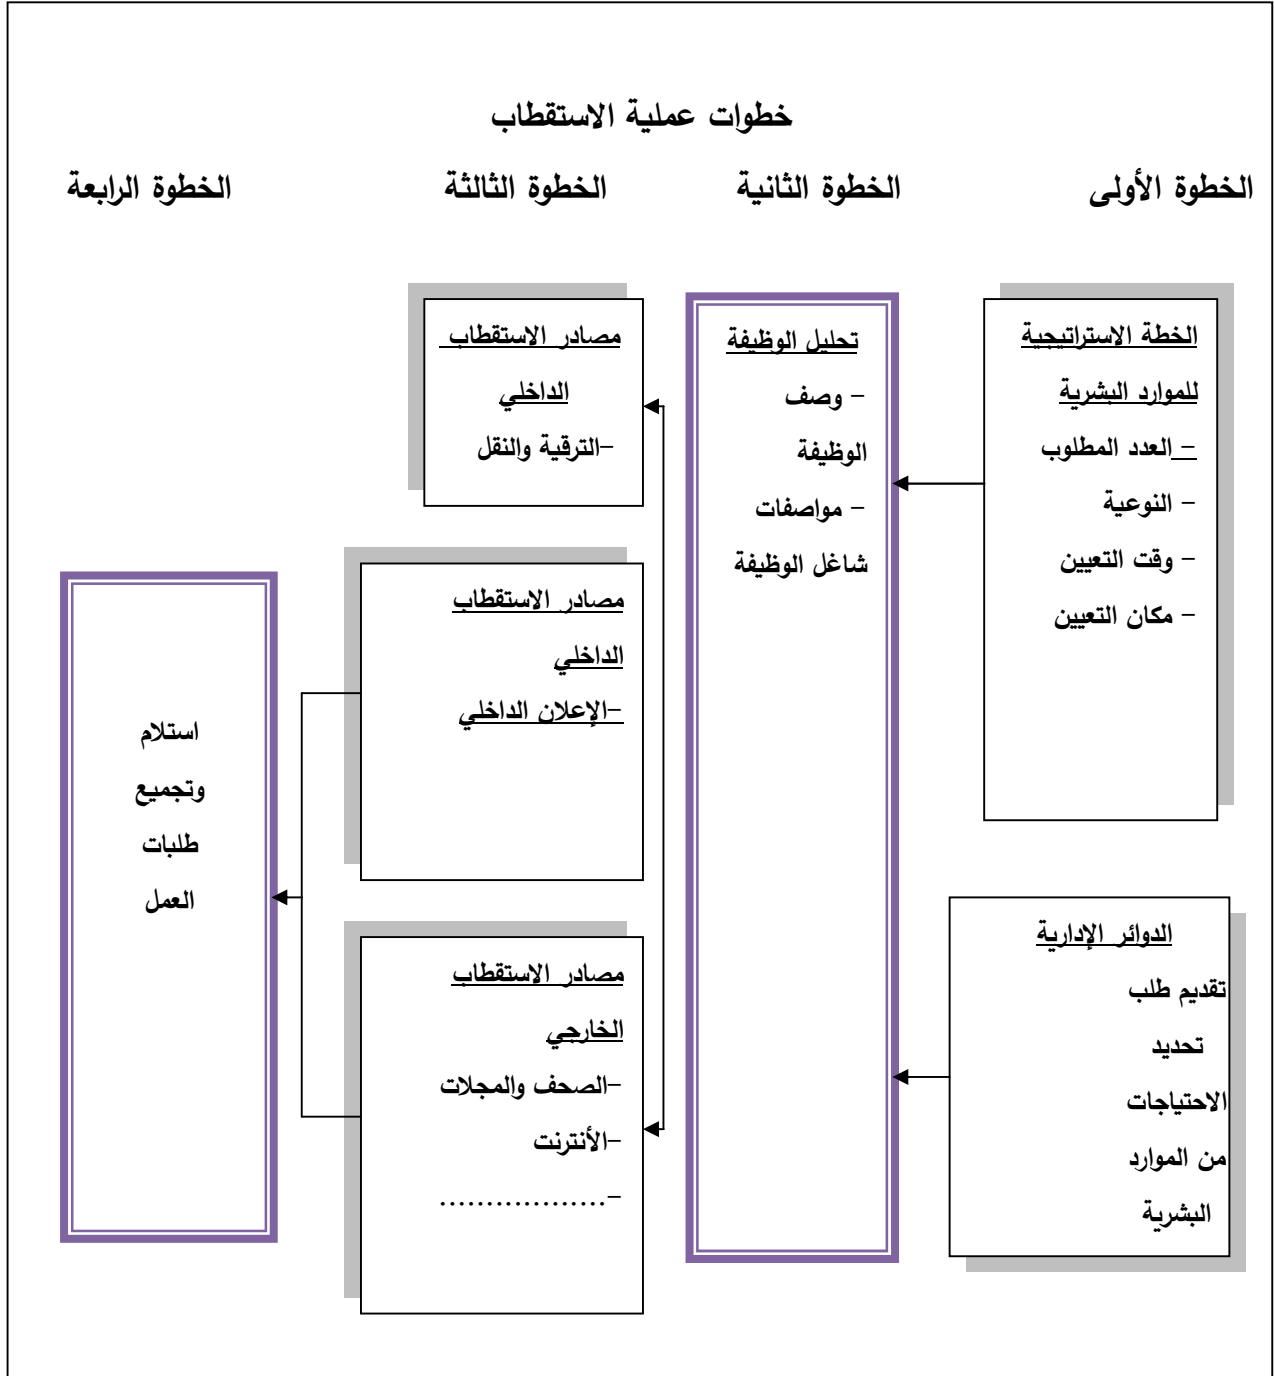 خطوات عملية الاستقطاب
الخطوة الأولى
الخطوة الثانية
الخطوة الثالثة
الخطوة الرابعة
الخطة الاستراتيجية
للموارد البشرية
- العدد المطلوب
- النوعية
- وقت التعيين
- مكان التعيين
الدوائر الإدارية
تقديم طلب
تحديد
الاحتياجات
من الموارد
البشرية
تحليل الوظيفة
- وصف
الوظيفة
- مواصفات
شاغل الوظيفة
مصادر الاستقطاب
الداخلي
-الترقية والنقل
مصادر الاستقطاب
الداخلي
-الإعلان الداخلي
مصادر الاستقطاب
الخارجي
-الصحف والمجلات
-الأنترنت
-..................
استلام
وتجميع
طلبات
العمل